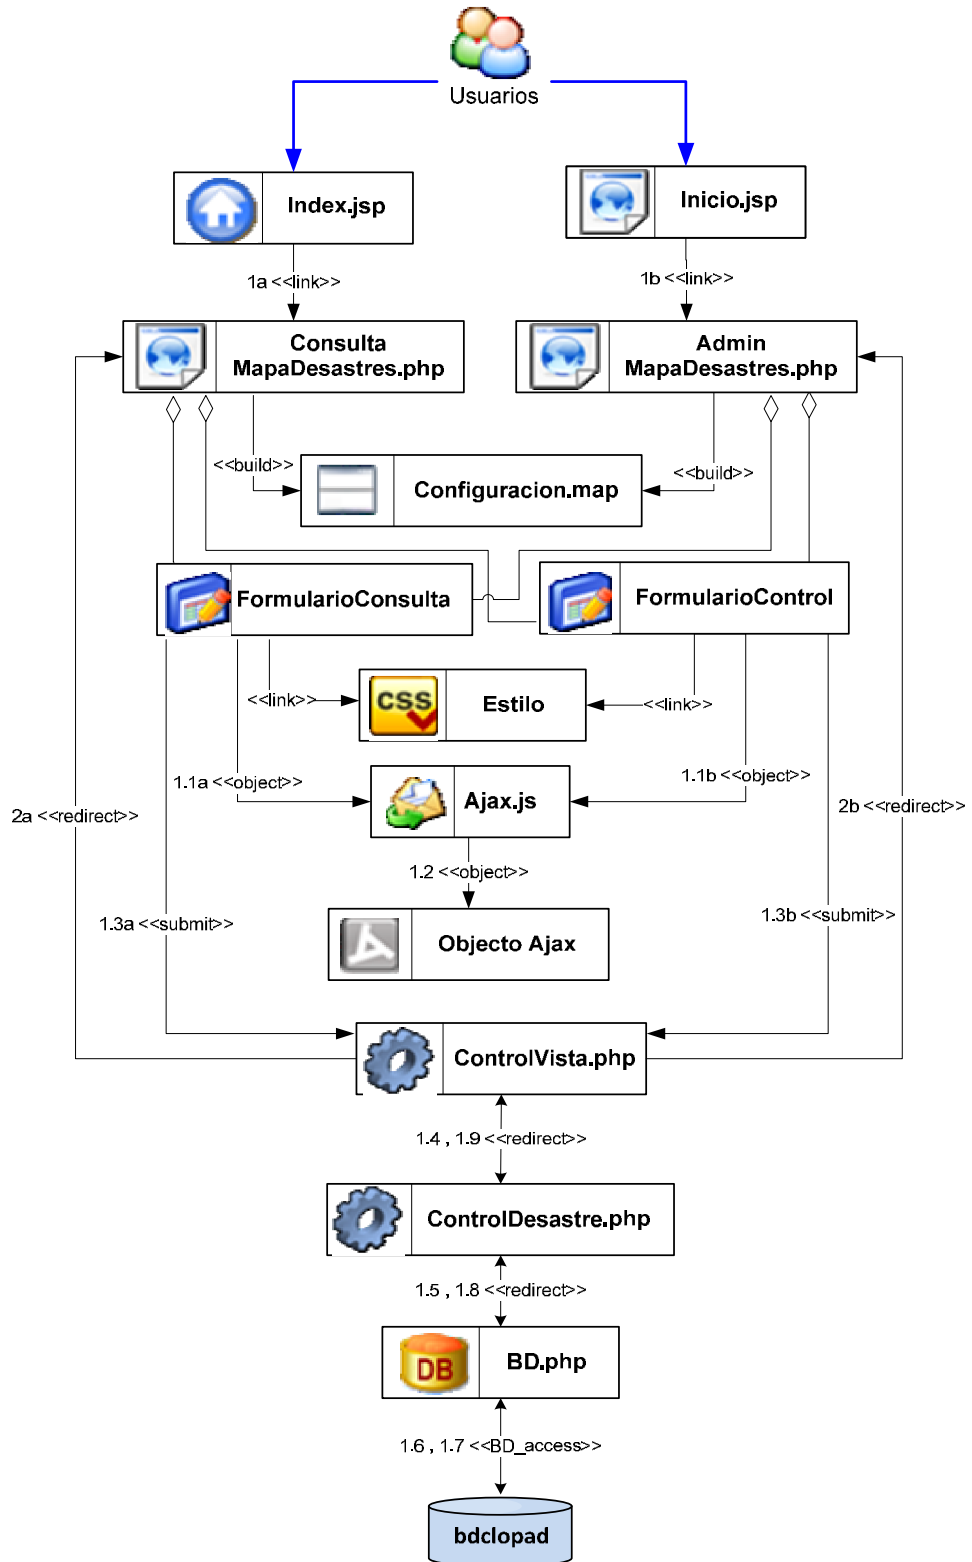 Usuarios
Index.jsp
Inicio.jsp
1a <<link>>
1b <<link>>
Consulta
MapaDesastres.php
Admin
MapaDesastres.php
<<build>>
<<build>>
Configuracion.map
FormularioConsulta
FormularioControl
CSS
Estilo
<<link>>
<<link>>
1.1a <<object>>
1.1b <<object>>
Ajax.js
2a <<redirect>>
2b <<redirect>>
1.2 <<object>>
1.3a <<submit>>
1.3b <<submit>>
Objecto Ajax
ControlVista.php
1.4 , 1.9 <<redirect>>
ControlDesastre.php
1.5 , 1.8 <<redirect>>
DB
BD.php
1.6 , 1.7 <<BD_access>>
bdclopad